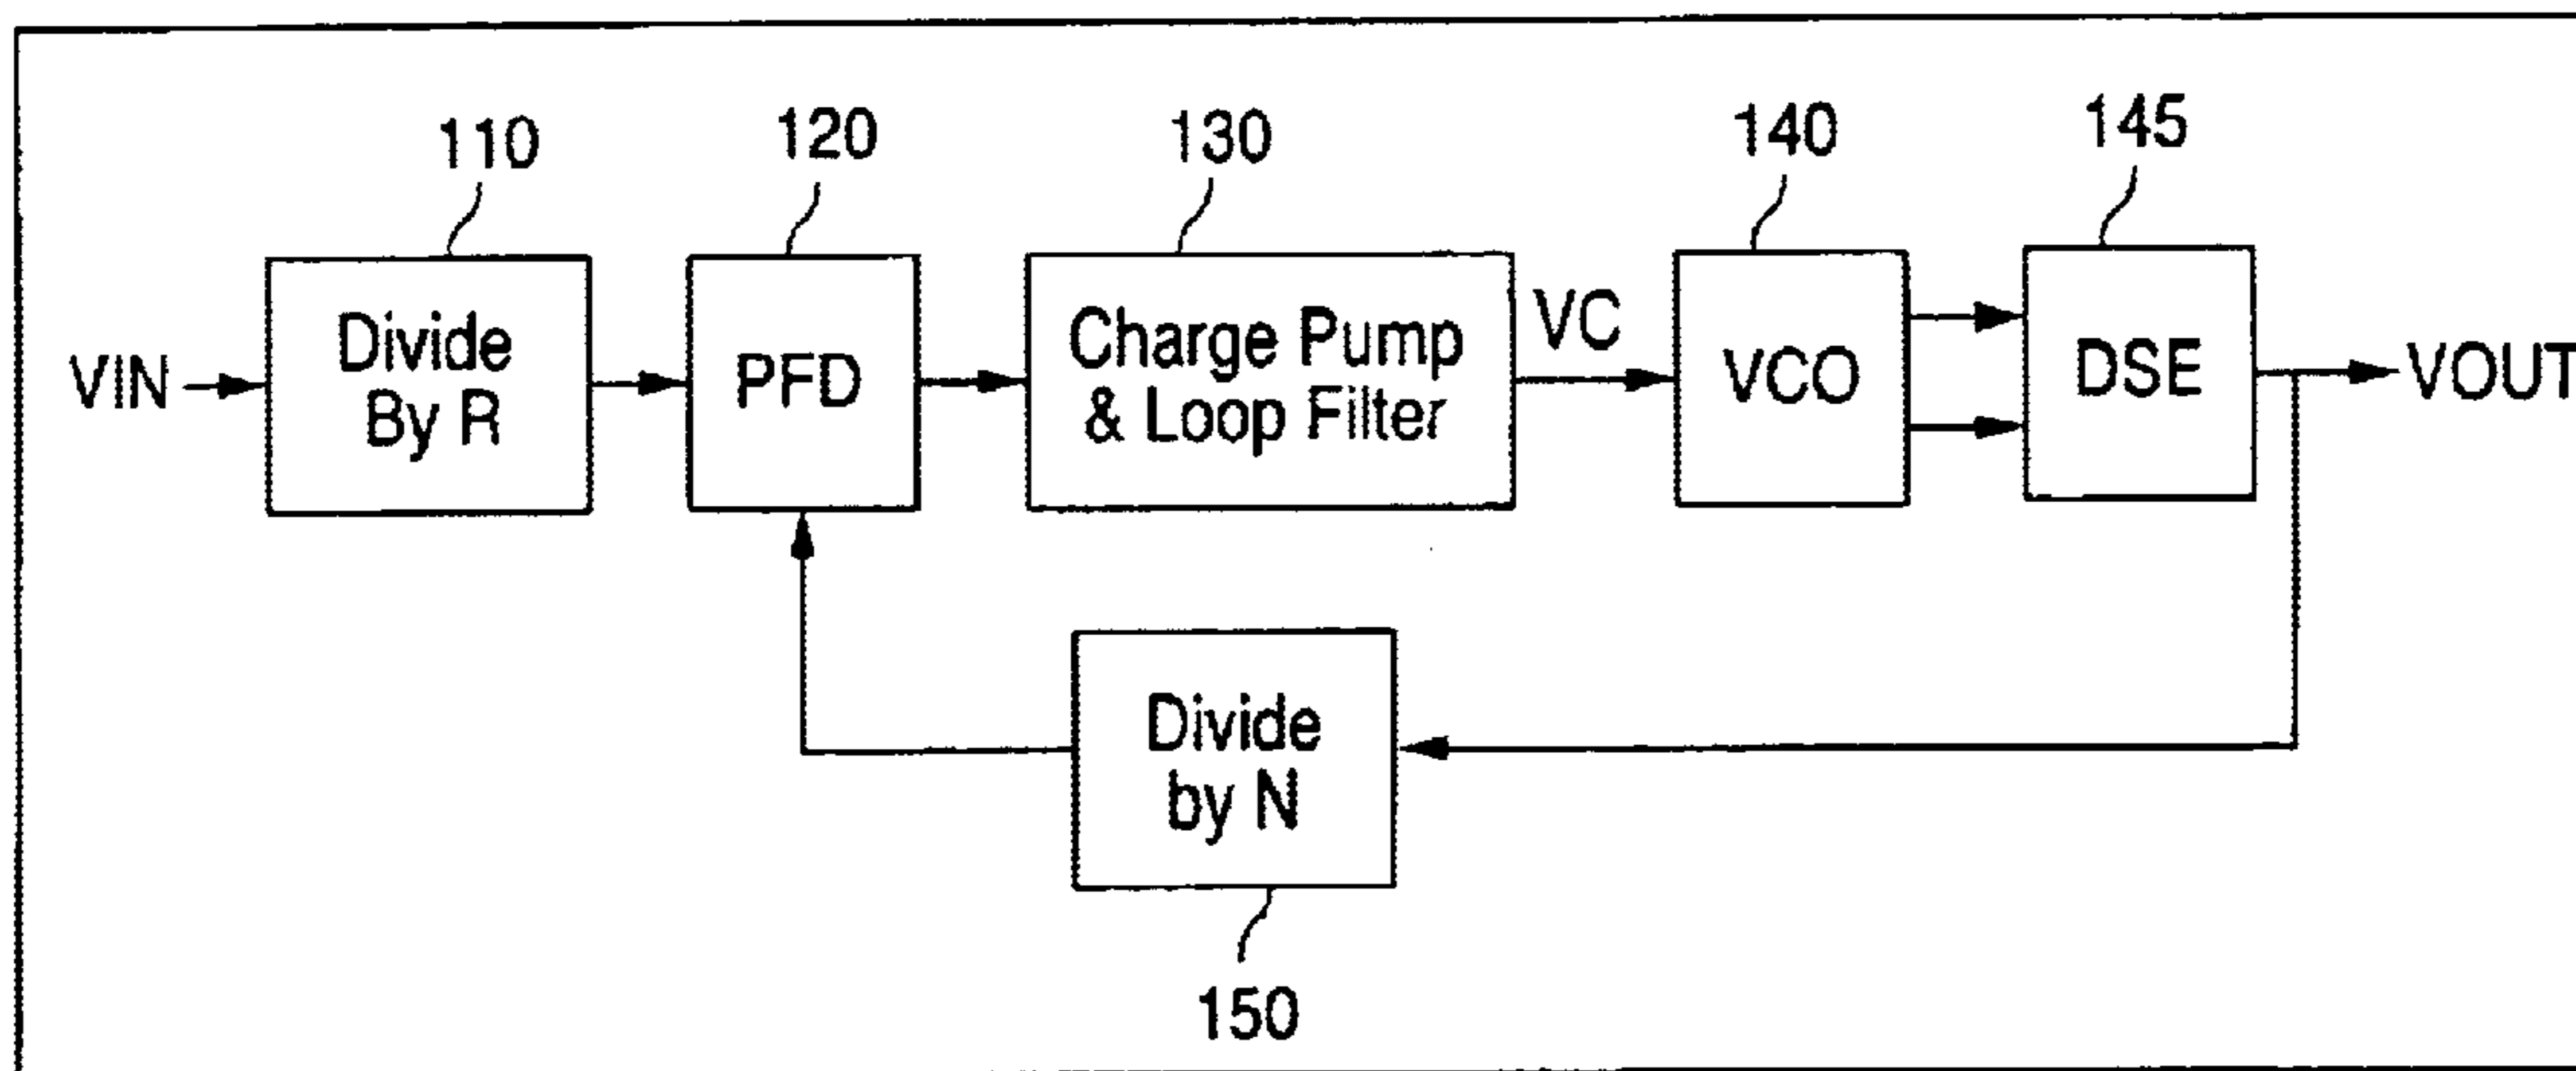 110
120
130
140
145
VIN
Divide
By R
PFD
Charge Pump
& Loop Filter
VC
VCO
DSE
VOUT
Divide
by N
150